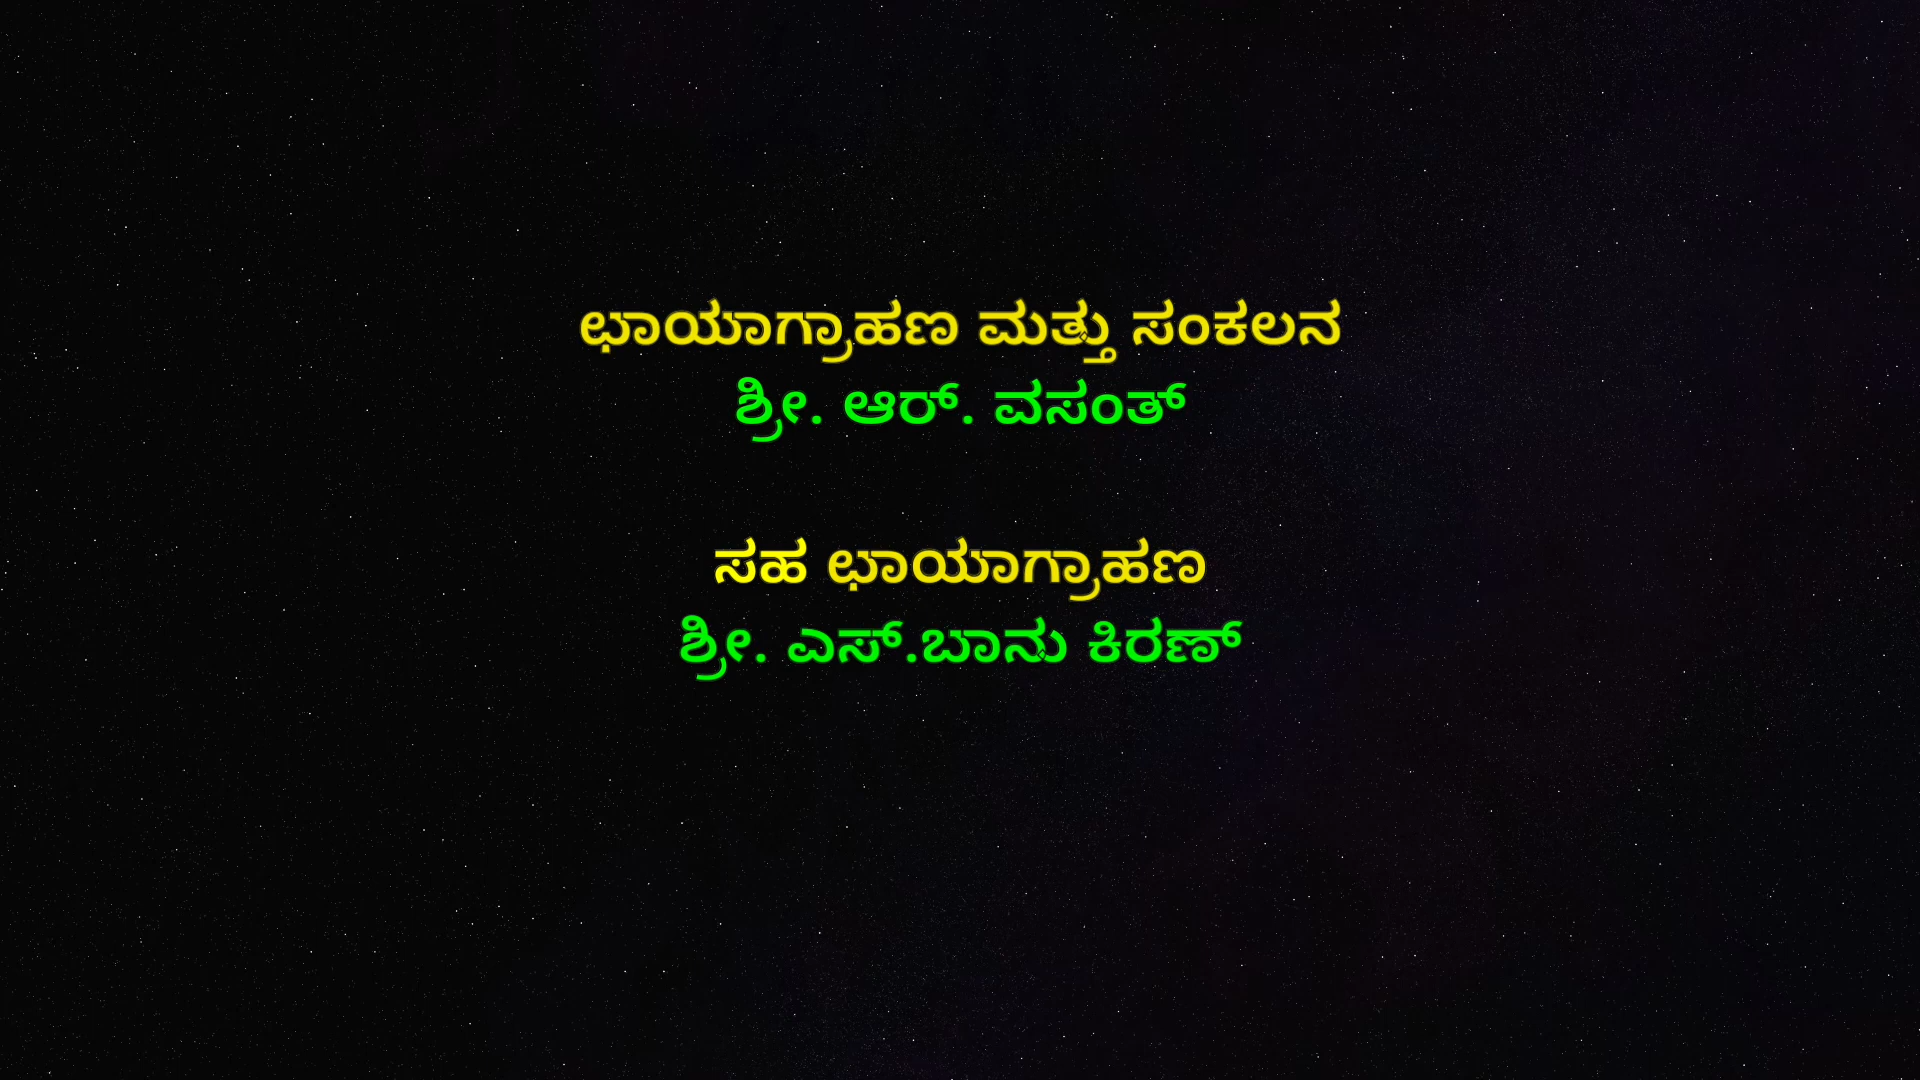 ಛಾಯಾಗ್ರಾಹಣ ಮತ್ತು ಸಂಕಲನ
ಶ್ರೀ. ಆರ್. ವಸಂತ್
ಸಹ ಛಾಯಾಗ್ರಾಹಣ
ಶ್ರೀ. ಎಸ್.ಬಾನು ಕಿರಣ್